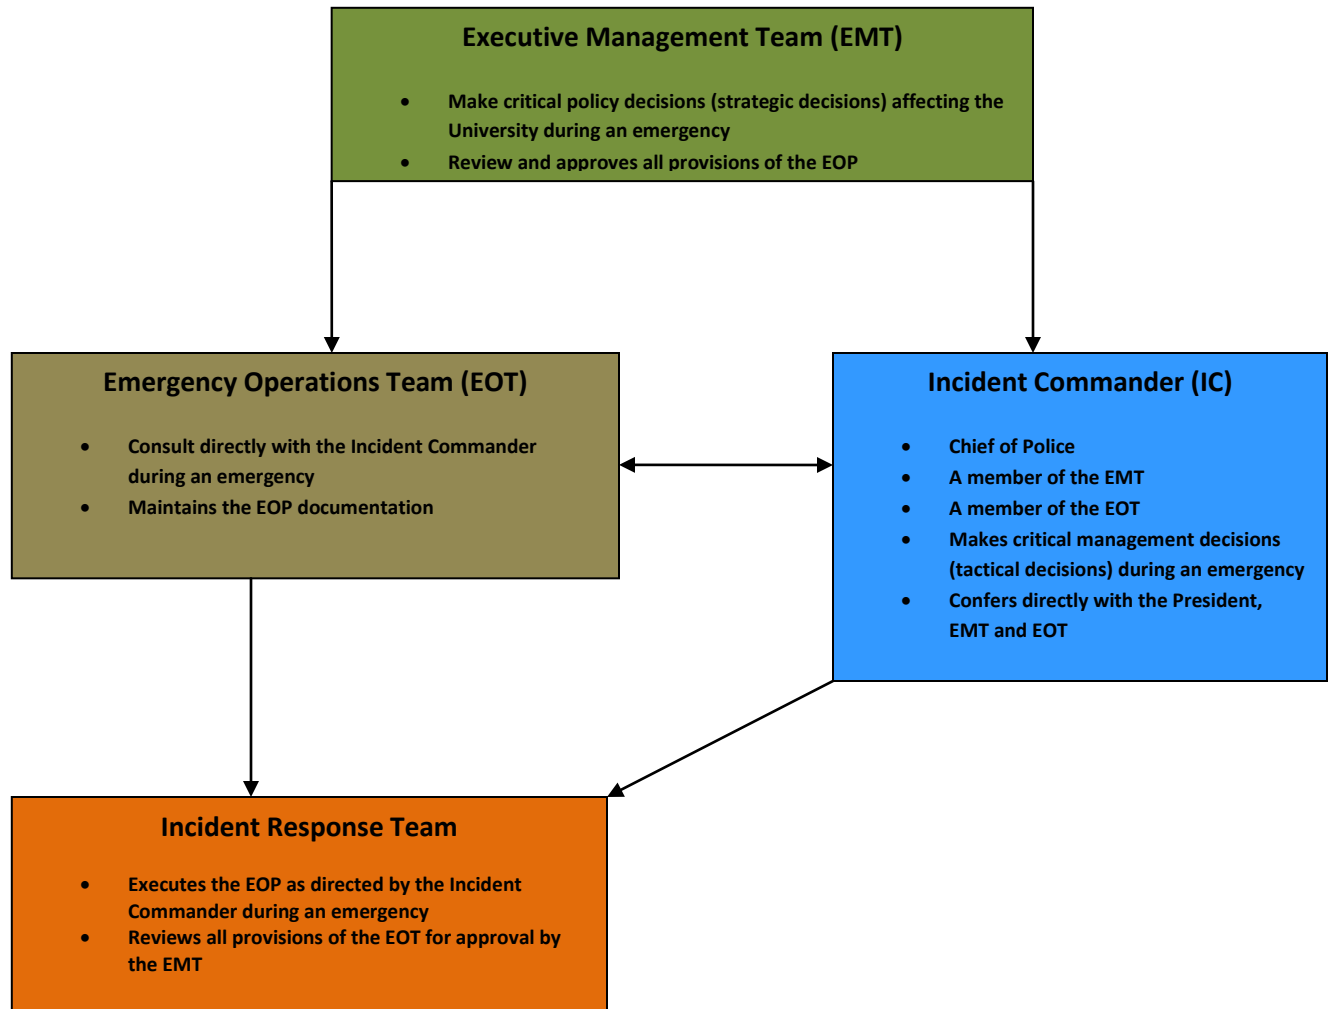 Executive Management Team (EMT)
• Make critical policy decisions (strategic decisions) affecting the
University during an emergency
• Review and approves all provisions of the EOP
Emergency Operations Team (EOT)
• Consult directly with the Incident Commander
during an emergency
• Maintains the EOP documentation
Incident Commander (IC)
• Chief of Police
• A member of the EMT
• A member of the EOT
• Makes critical management decisions
(tactical decisions) during an emergency
• Confers directly with the President,
EMT and EOT
Incident Response Team
• Executes the EOP as directed by the Incident
Commander during an emergency
• Reviews all provisions of the EOT for approval by
the EMT